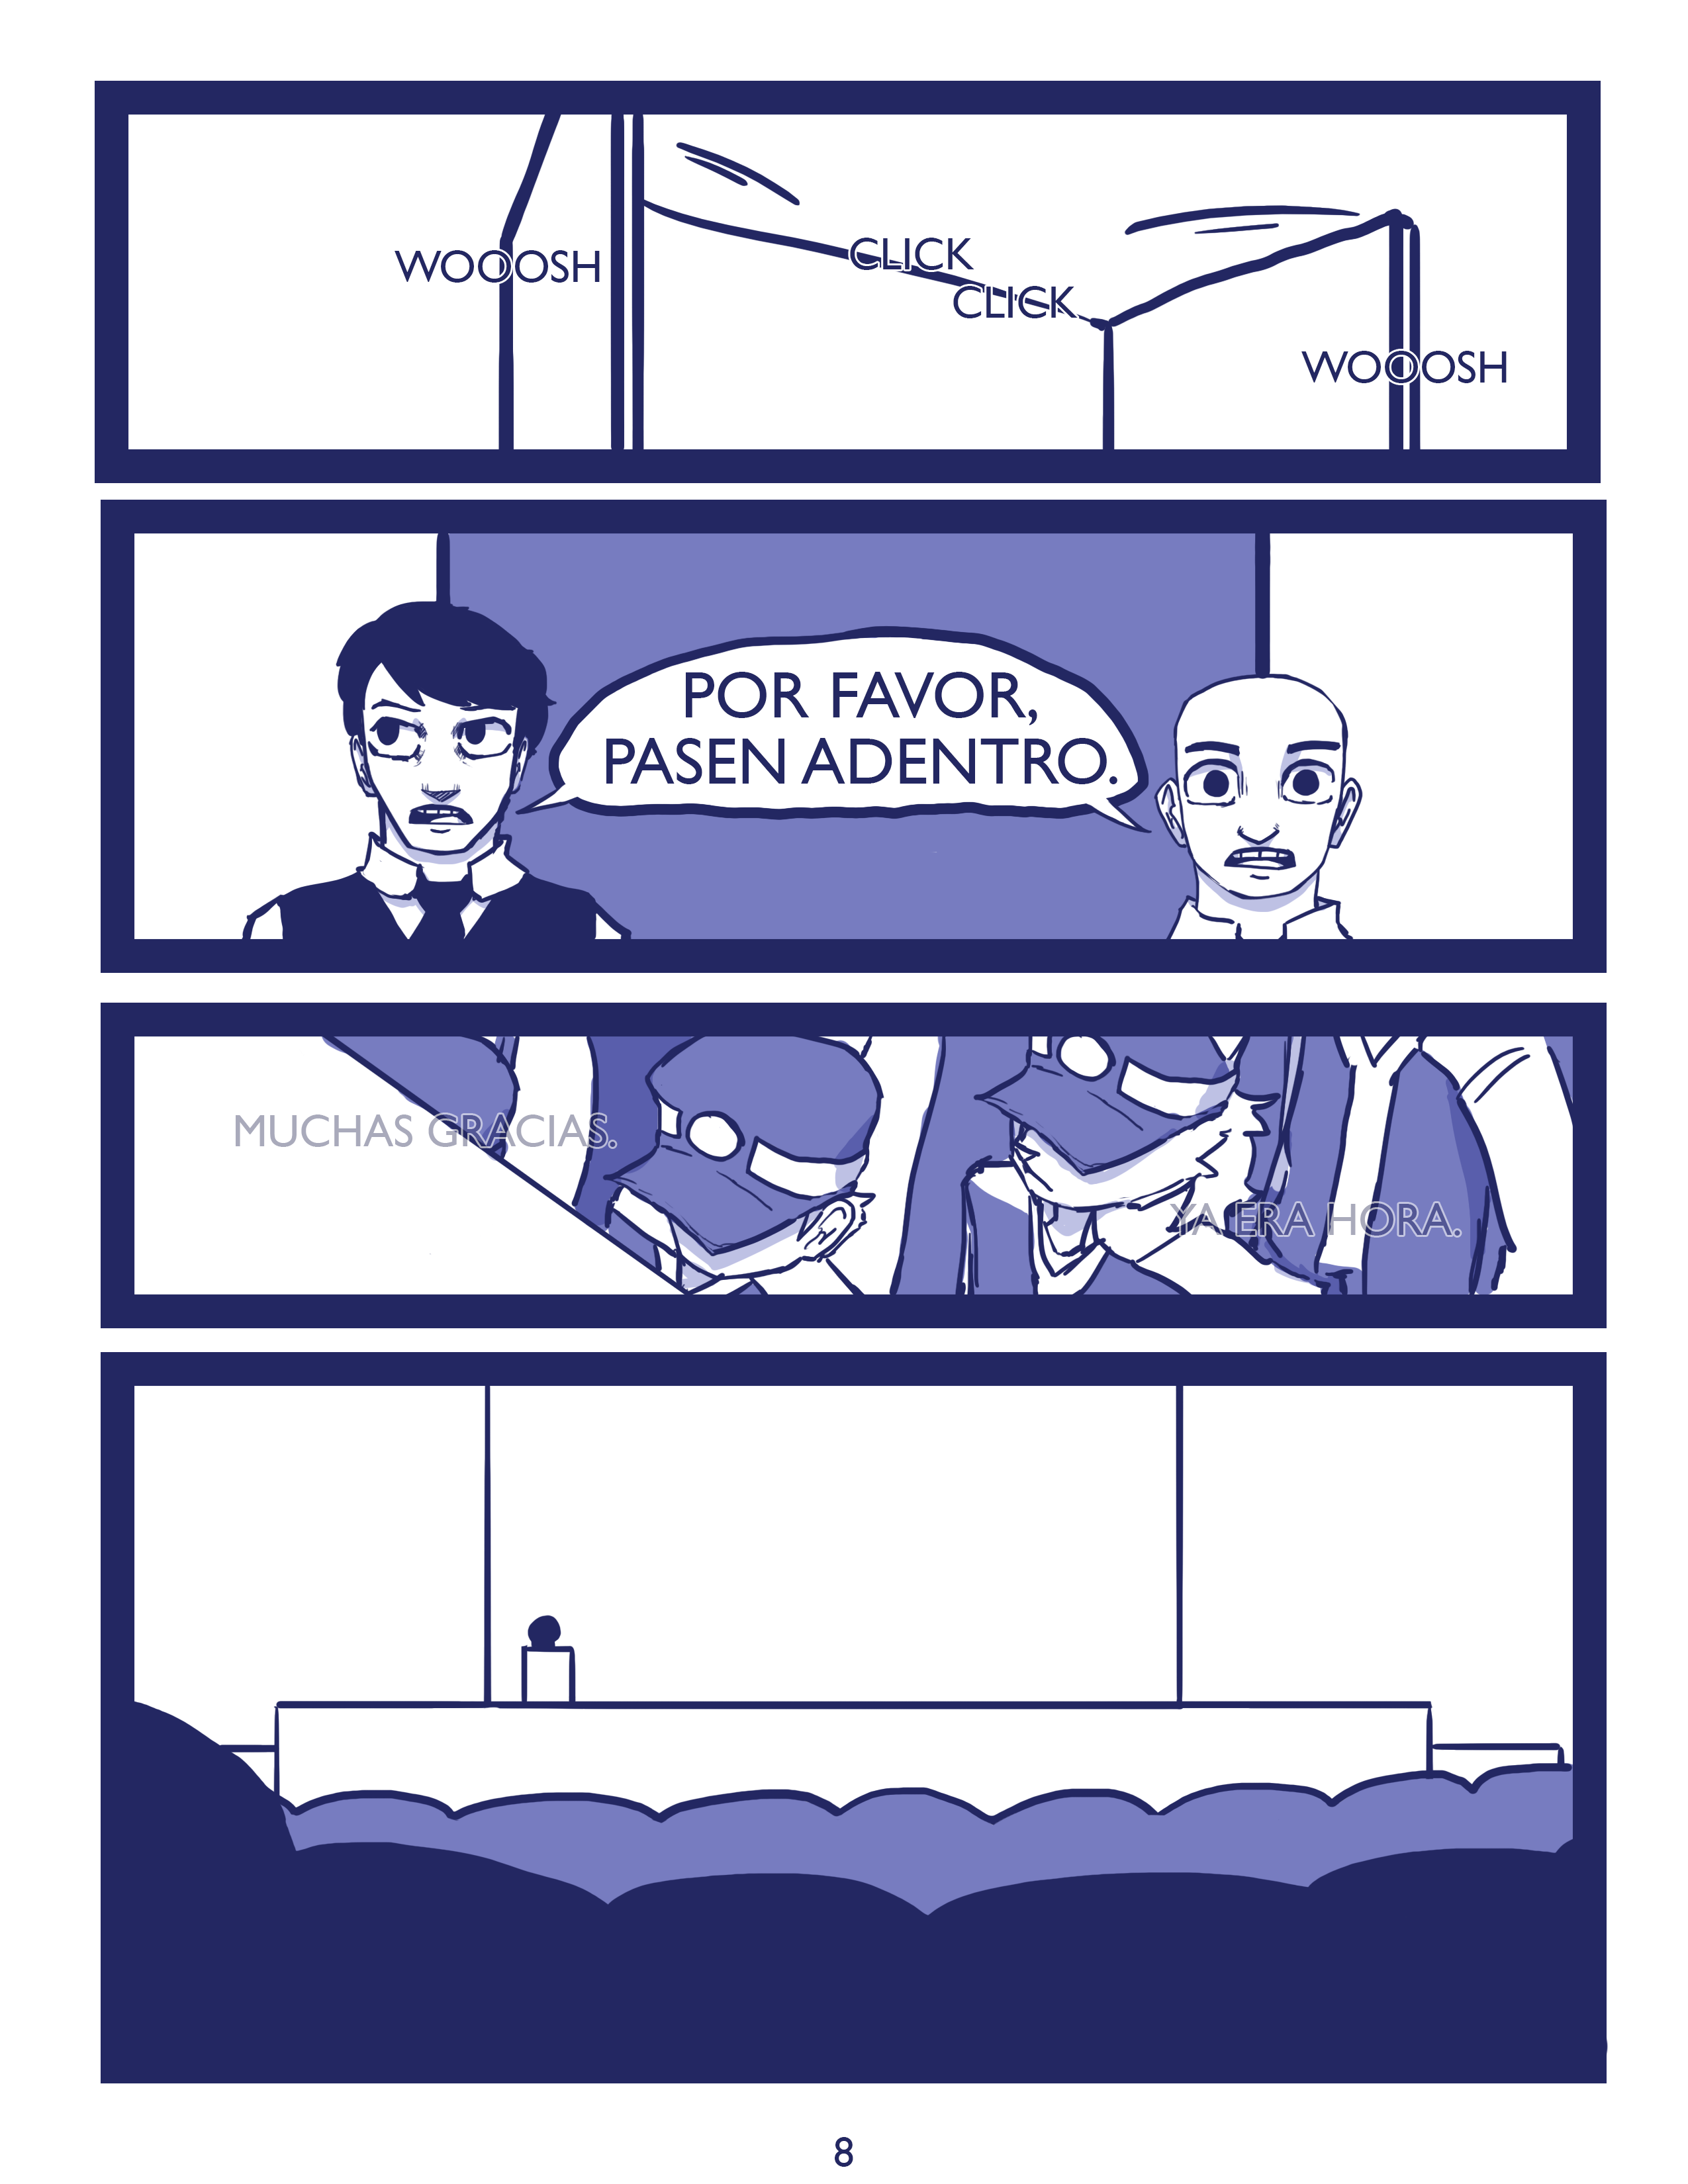 WOOOSH
CLICK
CLICK
WOOOSH
POR FAVOR,
PASEN ADENTRO.
MUCHAS GRACIAS.
YA ERA HORA.
8